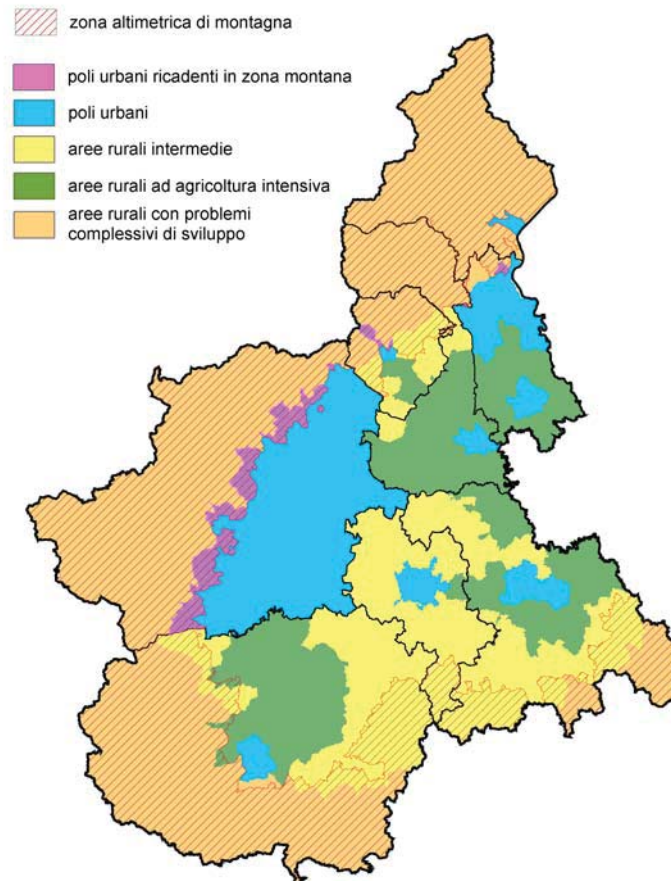 zona altimetrica di montagna
poli urbani ricadenti in zona montana
poli urbani
aree rurali intermedie
aree rurali ad agricoltura intensiva
aree rurali con problemi
complessivi di sviluppo